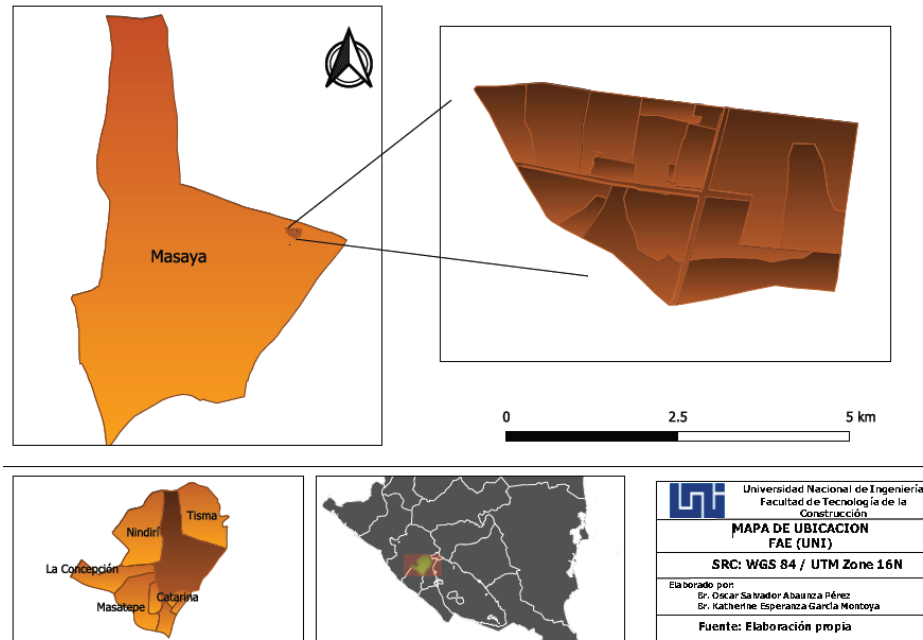 Masaya
0 2.5 5 km
Nindirí
Tisma
La Concepción
Masatepe
Catarina
uni
Universidad Nacional de Ingeniería
Facultad de Tecnología de la
Construcción
MAPA DE UBICACION
FAE (UNI)
SRC: WGS 84 / UTM Zone 16N
Elaborado por:
Br. Oscar Salvador Abaunza Pérez
Br. Katherine Esperanza García Montoya
Fuente: Elaboración propia